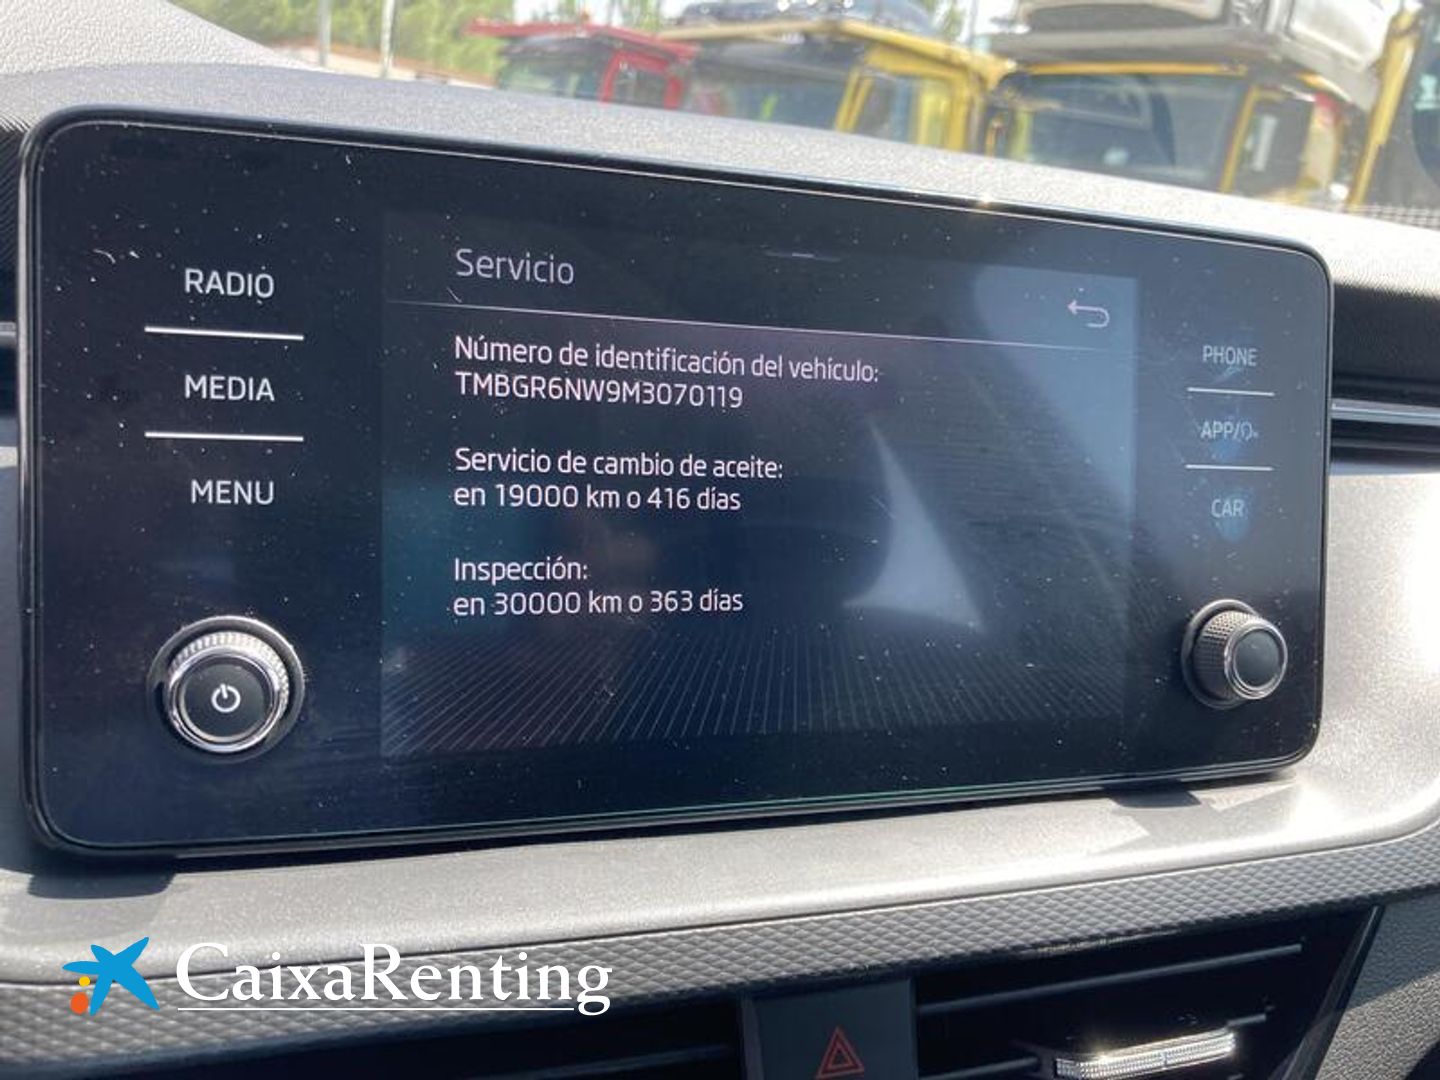 Servicio
RADIO
MEDIA
MENU
Número de identificación del vehículo:
TMBGR6NW9M3070119
Servicio de cambio de aceite:
en 19000 km o 416 días
Inspección:
en 30000 km o 363 días
PHONE
APP/
CAR
CaixaRenting